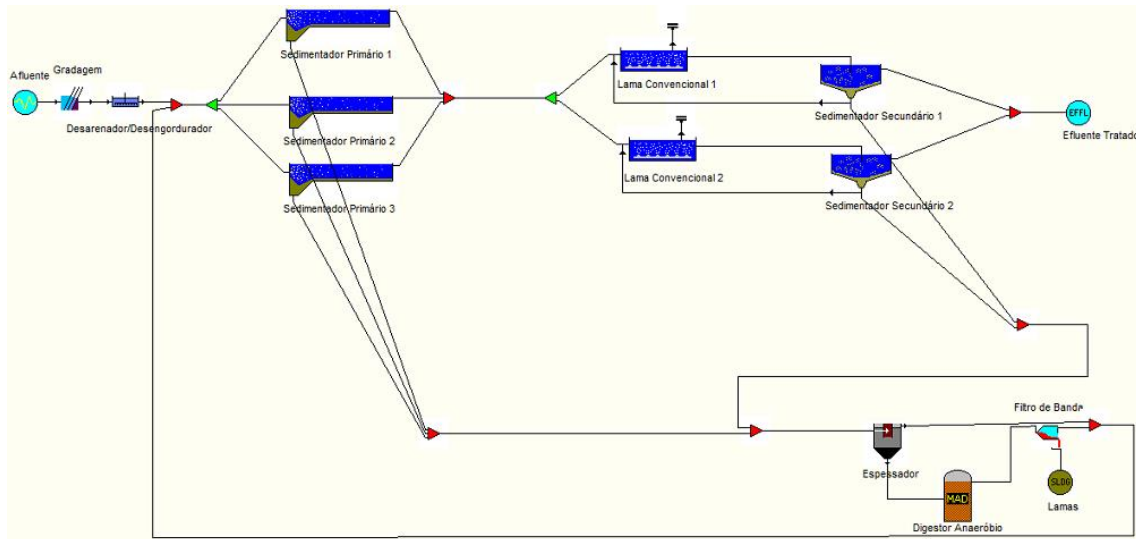 Sedimentador Primário 1
Afluente
Gradagem
Desarenador/Desengordurador
Sedimentador Primário 2
Sedimentador Primário 3
Lama Convencional 1
Sedimentador Secundário 1
EFFL
Efluente Tratado
Lama Convencional 2
Sedimentador Secundário 2
Filtro de Banda
Espessador
MAD
SLDG
Digestor Anaeróbio
Lamas